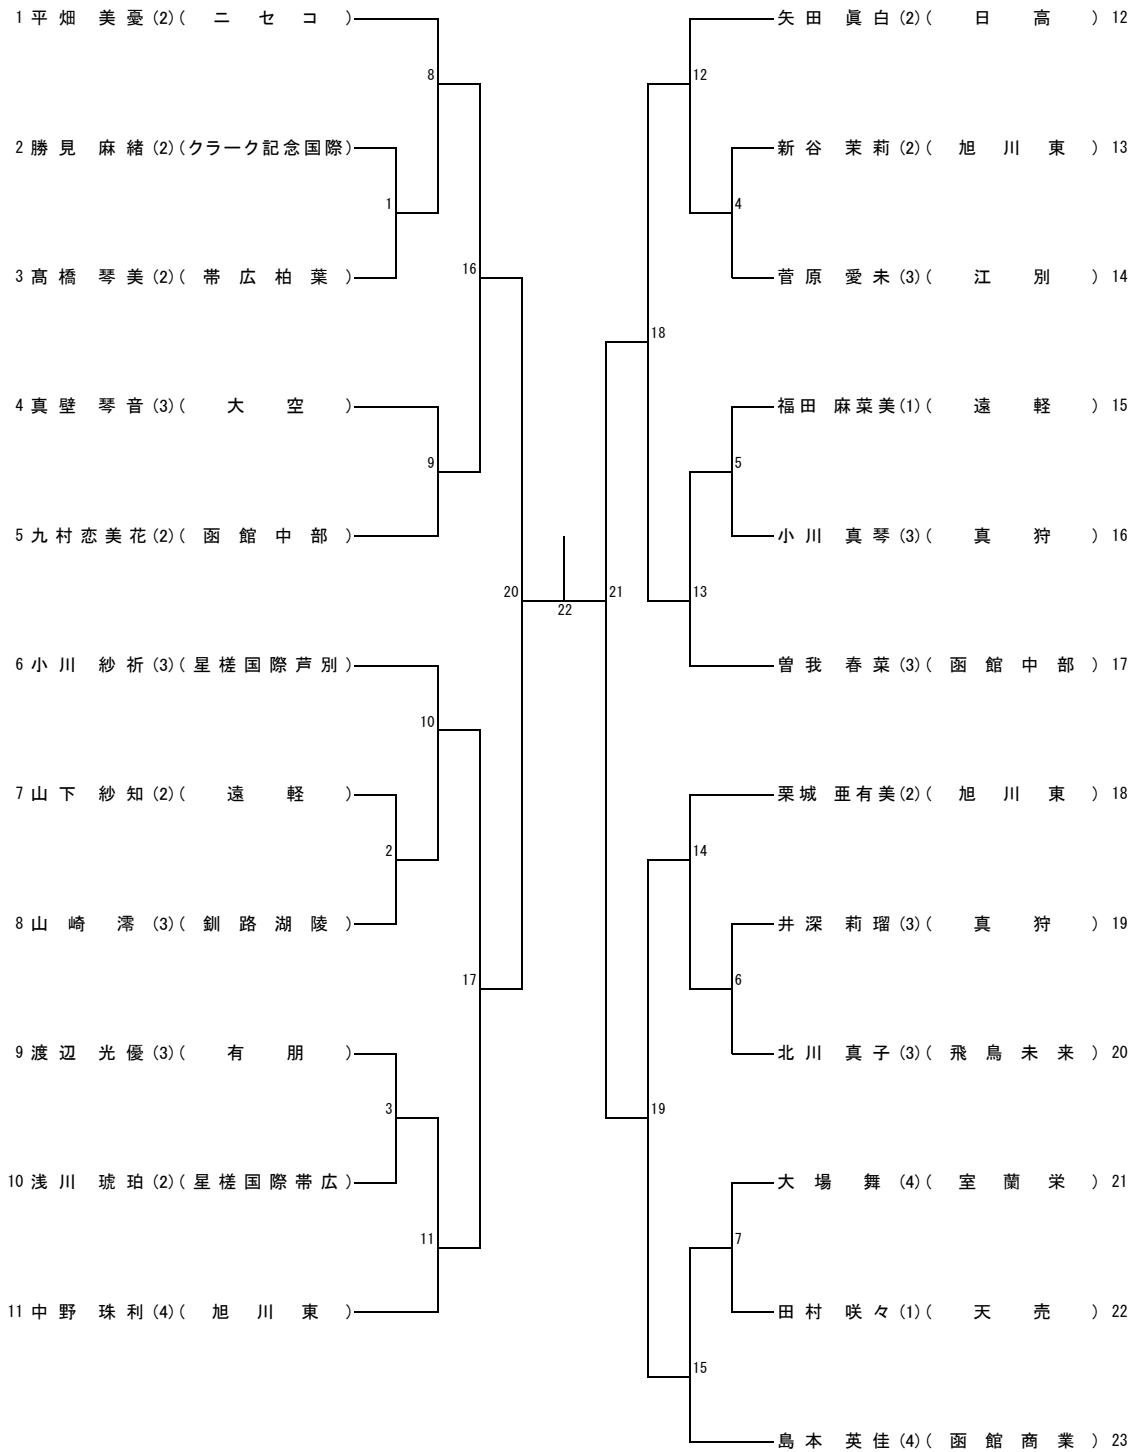 1 平畑 美憂 (2) ( ニセコ )
8
2 勝見 麻緒 (2) (クラーク記念国際)
1
3 髙橋 琴美 (2) ( 帯広柏葉 )
16
4 真壁 琴音 (3) ( 大空 )
9
5 九村恋美花 (2) ( 函館中部 )
20
22
6 小川 紗祈 (3) ( 星槎国際芦別 )
10
7 山下 紗知 (2) ( 遠軽 )
2
8 山崎 澪 (3) ( 釧路湖陵 )
17
9 渡辺 光優 (3) ( 有朋 )
3
10 浅川 琥珀 (2) ( 星槎国際帯広 )
11
11 中野 珠利 (4) ( 旭川東 )
矢田 眞白 (2) ( 日高 ) 12
12
新谷 茉莉 (2) ( 旭川東 ) 13
4
菅原 愛未 (3) ( 江別 ) 14
18
福田 麻菜美 (1) ( 遠軽 ) 15
5
小川 真琴 (3) ( 真狩 ) 16
21
13
曽我 春菜 (3) ( 函館中部 ) 17
栗城 亜有美 (2) ( 旭川東 ) 18
14
井深 莉瑠 (3) ( 真狩 ) 19
6
北川 真子 (3) ( 飛鳥未来 ) 20
19
大場 舞 (4) ( 室蘭栄 ) 21
7
田村 咲々 (1) ( 天売 ) 22
15
島本 英佳 (4) ( 函館商業 ) 23